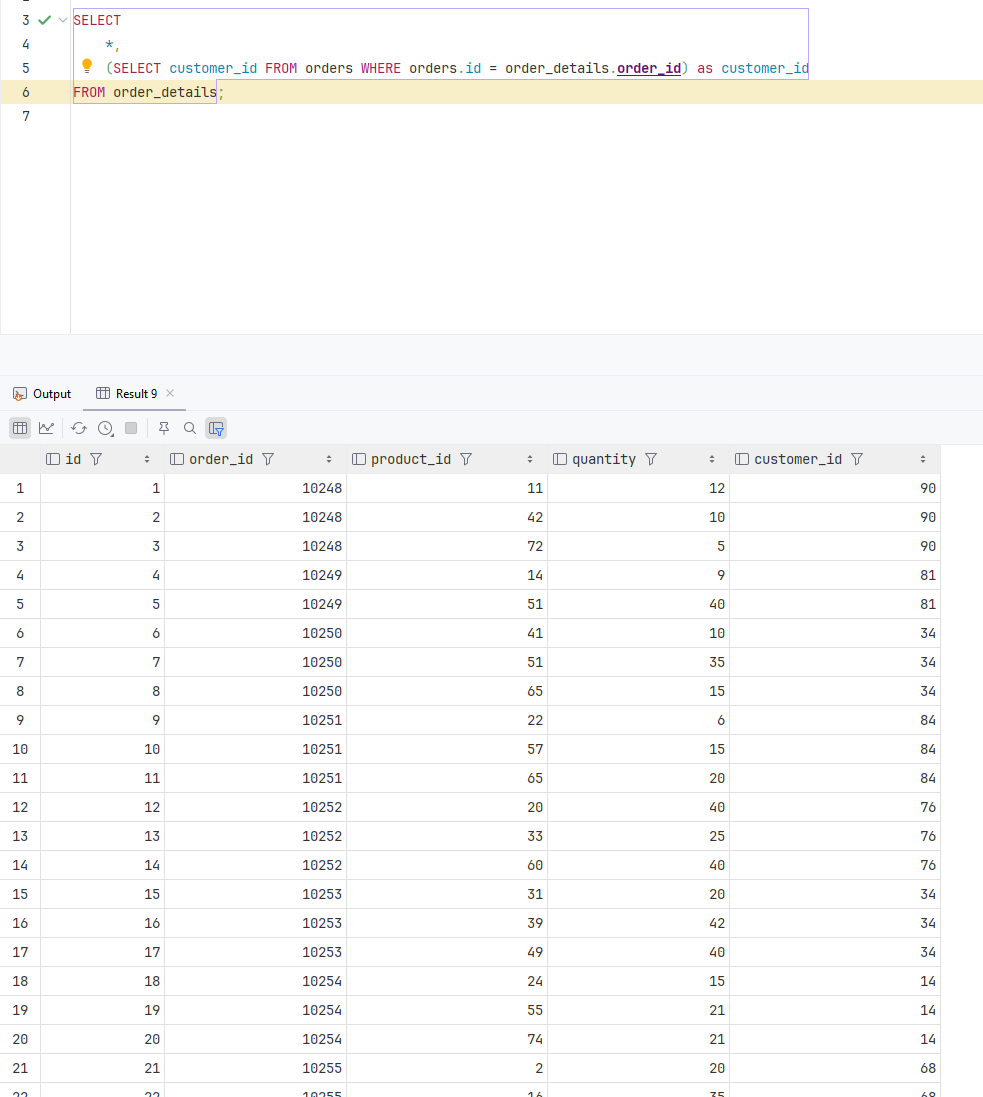 3 SELECT
4 *,
5 (SELECT customer_id FROM orders WHERE orders.id = order_details.order_id) as customer_id
6 FROM order_details;
7
Output Result 9
id order_id product_id quantity customer_id
1 1 10248 11 12 90
2 2 10248 42 10 90
3 3 10248 72 5 90
4 4 10249 14 9 81
5 5 10249 51 40 81
6 6 10250 41 10 34
7 7 10250 51 35 34
8 8 10250 65 15 34
9 9 10251 22 6 84
10 10 10251 57 15 84
11 11 10251 65 20 84
12 12 10252 20 40 76
13 13 10252 33 25 76
14 14 10252 60 40 76
15 15 10253 31 20 34
16 16 10253 39 42 34
17 17 10253 49 40 34
18 18 10254 24 15 14
19 19 10254 55 21 14
20 20 10254 74 21 14
21 21 10255 2 20 68
22 22 10255 16 35 68